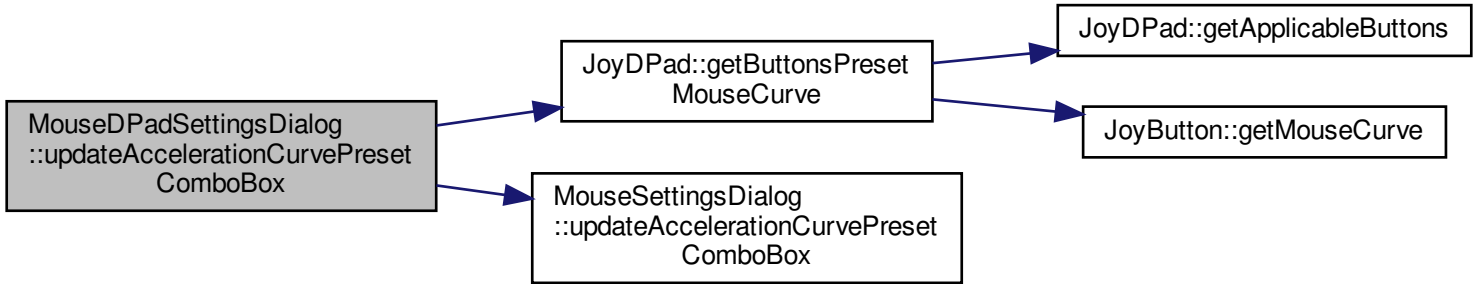 MouseDPadSettingsDialog
::updateAccelerationCurvePreset
ComboBox
JoyDPad::getButtonsPreset
MouseCurve
JoyDPad::getApplicableButtons
JoyButton::getMouseCurve
MouseSettingsDialog
::updateAccelerationCurvePreset
ComboBox